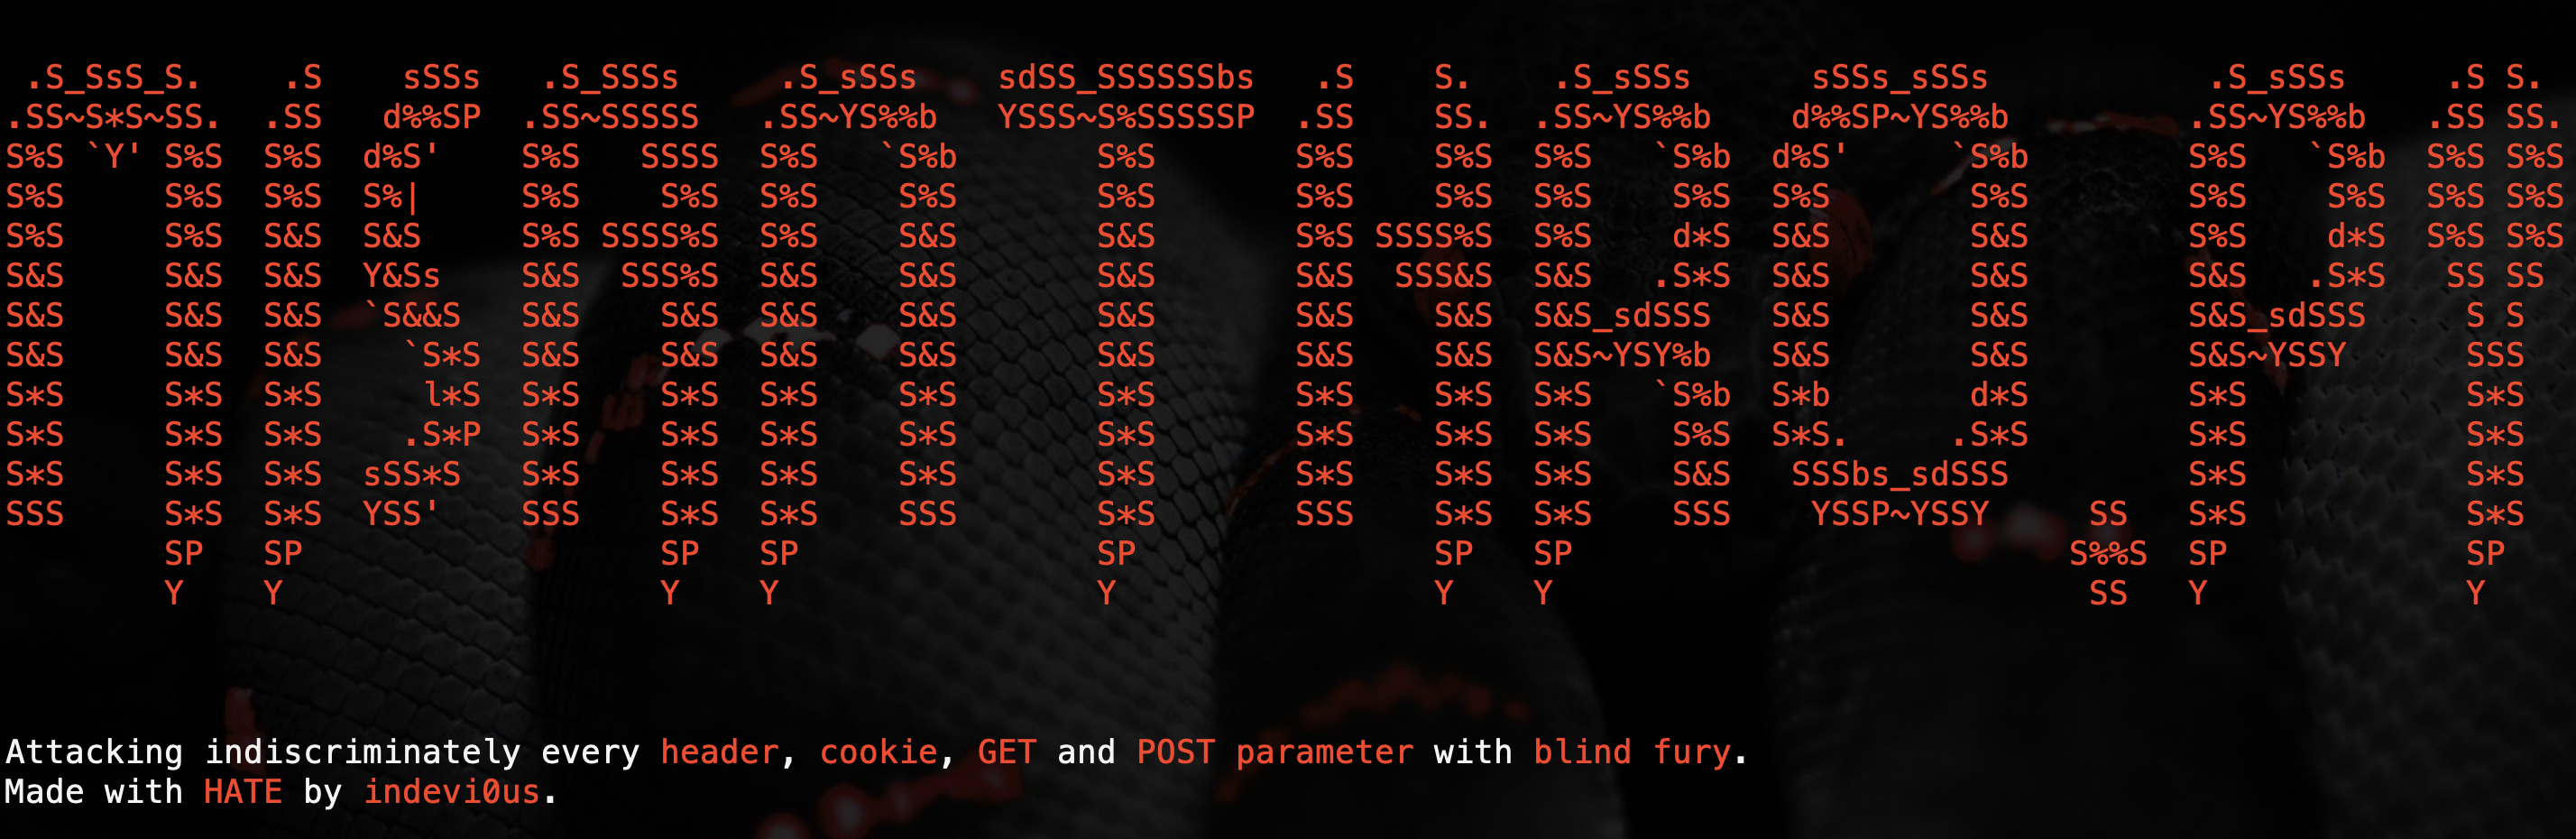 .S_SsS_S.    .S    sSSs   .S_SSSs     .S_sSSs    sdSS_SSSSSSbs   .S    S.   .S_sSSs      sSSs_sSSs           .S_sSSs     .S S.
.SS~S*S~SS.  .SS   d%%SP  .SS~SSSSS   .SS~YS%%b   YSSS~S%SSSSSP  .SS    SS. .SS~YS%%b    d%%SP~YS%%b         .SS~YS%%b   .SS SS.
S%S `Y' S%S  S%S  d%S'    S%S   SSSS  S%S   `S%b       S%S       S%S    S%S  S%S   `S%b  d%S'     `S%b        S%S   `S%b  S%S S%S
S%S     S%S  S%S  S%|     S%S    S%S  S%S    S%S       S%S       S%S    S%S  S%S    S%S  S%S       S%S        S%S    S%S  S%S S%S
S%S     S%S  S&S  S&S     S%S SSSS%S  S%S    S&S       S&S       S%S SSSS%S  S%S    d*S  S&S       S&S        S%S    d*S  S%S S%S
S&S     S&S  S&S  Y&Ss    S&S  SSS%S  S&S    S&S       S&S       S&S  SSS&S  S&S   .S*S  S&S       S&S        S&S   .S*S   SS SS
S&S     S&S  S&S  `S&&S   S&S    S&S  S&S    S&S       S&S       S&S    S&S  S&S_sdSSS   S&S       S&S        S&S_sdSSS     S S
S&S     S&S  S&S    `S*S  S&S    S&S  S&S    S&S       S&S       S&S    S&S  S&S~YSY%b   S&S       S&S        S&S~YSSY      SSS
S*S     S*S  S*S     l*S  S*S    S*S  S*S    S*S       S*S       S*S    S*S  S*S   `S%b  S*b       d*S        S*S           S*S
S*S     S*S  S*S    .S*P  S*S    S*S  S*S    S*S       S*S       S*S    S*S  S*S    S%S  S*S.     .S*S        S*S           S*S
S*S     S*S  S*S  sSS*S   S*S    S*S  S*S    S*S       S*S       S*S    S*S  S*S    S&S   SSSbs_sdSSS         S*S           S*S
SSS     S*S  S*S  YSS'    SSS    S*S  S*S    SSS       S*S       SSS    S*S  S*S    SSS    YSSP~YSSY     SS   S*S           S*S
        SP   SP                  SP   SP               SP               SP   SP                         S%%S  SP            SP
        Y    Y                   Y    Y                Y                Y    Y                           SS   Y             Y
Attacking indiscriminately every header, cookie, GET and POST parameter with blind fury.
Made with HATE by indevi0us.